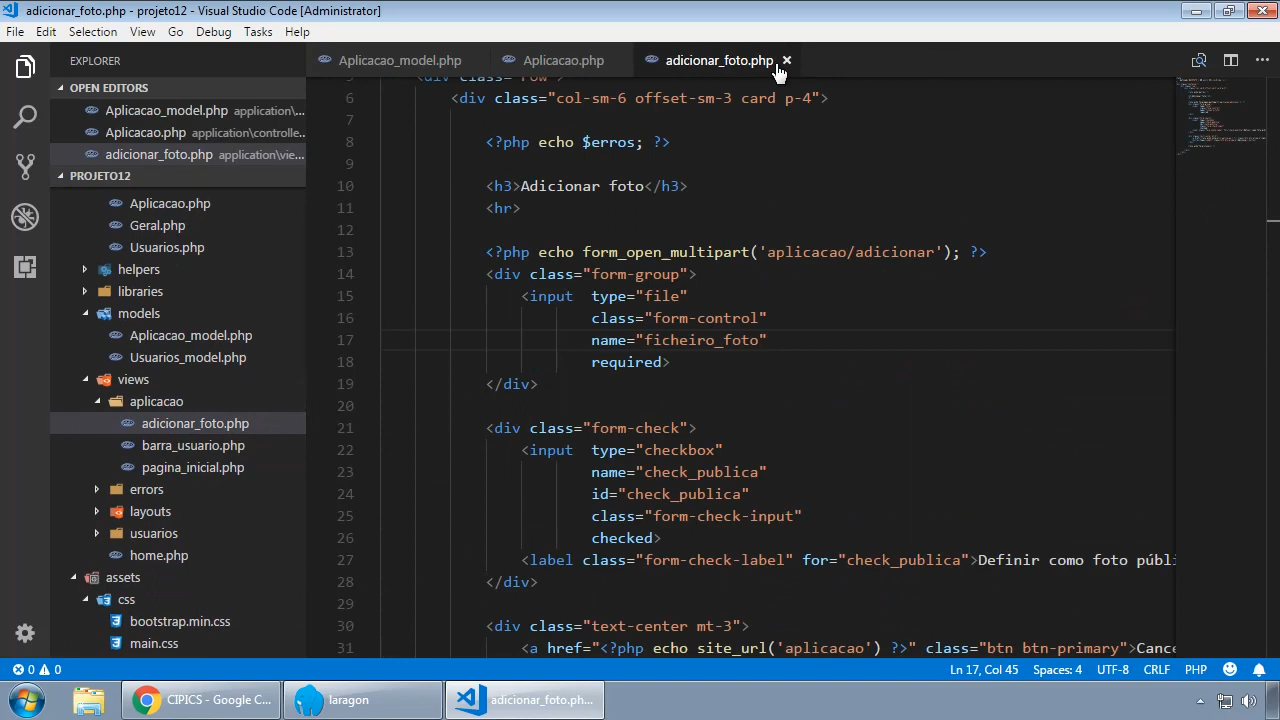 adicionar_foto.php - projeto12 - Visual Studio Code [Administrator]
File Edit Selection View Go Debug Tasks Help
EXPLORER
Aplicacao_model.php
Aplicacao.php
adicionar_foto.php ×
OPEN EDITORS
Aplicacao_model.php application\...
Aplicacao.php application\controlle...
adicionar_foto.php application\vie...
PROJETO12
Aplicacao.php
Geral.php
Usuarios.php
helpers
libraries
models
Aplicacao_model.php
Usuarios_model.php
views
aplicacao
adicionar_foto.php
barra_usuario.php
pagina_inicial.php
errors
layouts
usuarios
home.php
assets
css
bootstrap.min.css
main.css
5 <div class="row">
6 <div class="col-sm-6 offset-sm-3 card p-4">
7
8 <?php echo $erros; ?>
9
10 <h3>Adicionar foto</h3>
11 <hr>
12
13 <?php echo form_open_multipart('aplicacao/adicionar'); ?>
14 <div class="form-group">
15 <input type="file"
16 class="form-control"
17 name="ficheiro_foto"
18 required>
19 </div>
20
21 <div class="form-check">
22 <input type="checkbox"
23 name="check_publica"
24 id="check_publica"
25 class="form-check-input"
26 checked>
27 <label class="form-check-label" for="check_publica">Definir como foto públi
28 </div>
29
30 <div class="text-center mt-3">
31 <a href="<?php echo site_url('aplicacao') ?>" class="btn btn-primary">Cance
0 0 Ln 17, Col 45 Spaces: 4 UTF-8 CRLF PHP
CIPICS - Google C...
laragon
adicionar_foto.ph...